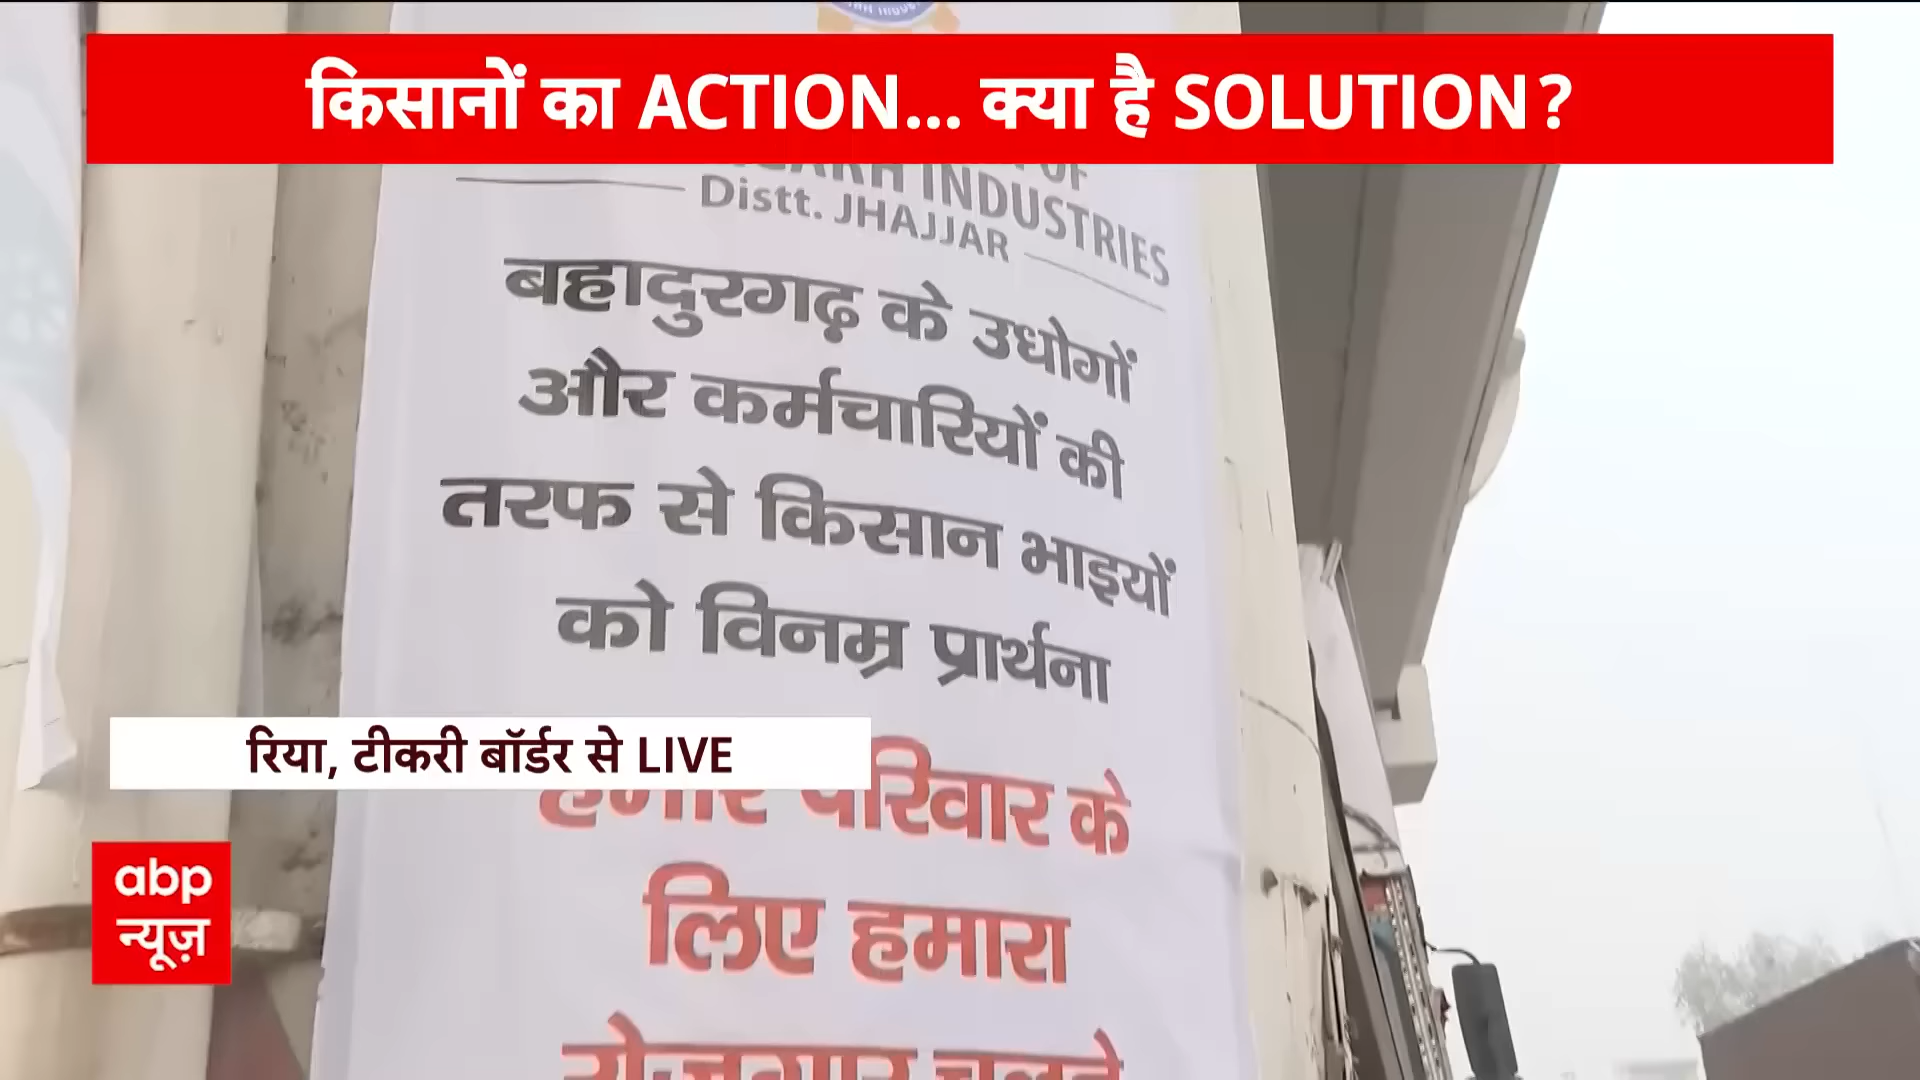 किसानों का ACTION... क्या है SOLUTION?
INDUSTRIES
Distt. JHAJJAR
बहादुरगढ़ के उधोगों
और कर्मचारियों की
तरफ से किसान भाइयों
को विनम्र प्रार्थना
रिया, टीकरी बॉर्डर से LIVE
परिवार के
लिए हमारा
abp
न्यूज़